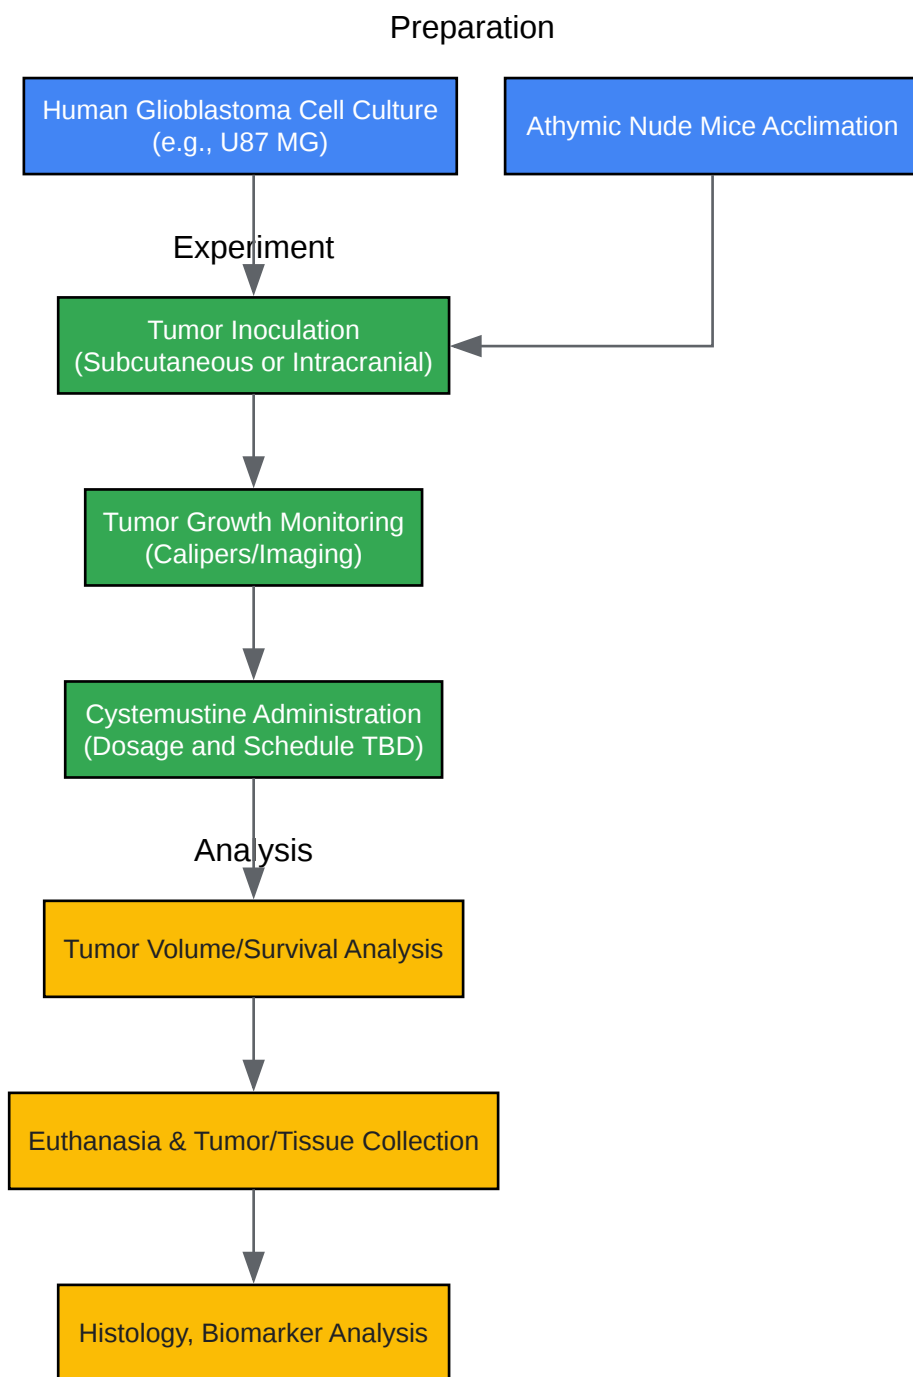 Preparation
Human Glioblastoma Cell Culture
(e.g., U87 MG)
Athymic Nude Mice Acclimation
Experiment
Tumor Inoculation
(Subcutaneous or Intracranial)
Tumor Growth Monitoring
(Calipers/Imaging)
Cystemustine Administration
(Dosage and Schedule TBD)
Analysis
Tumor Volume/Survival Analysis
Euthanasia & Tumor/Tissue Collection
Histology, Biomarker Analysis